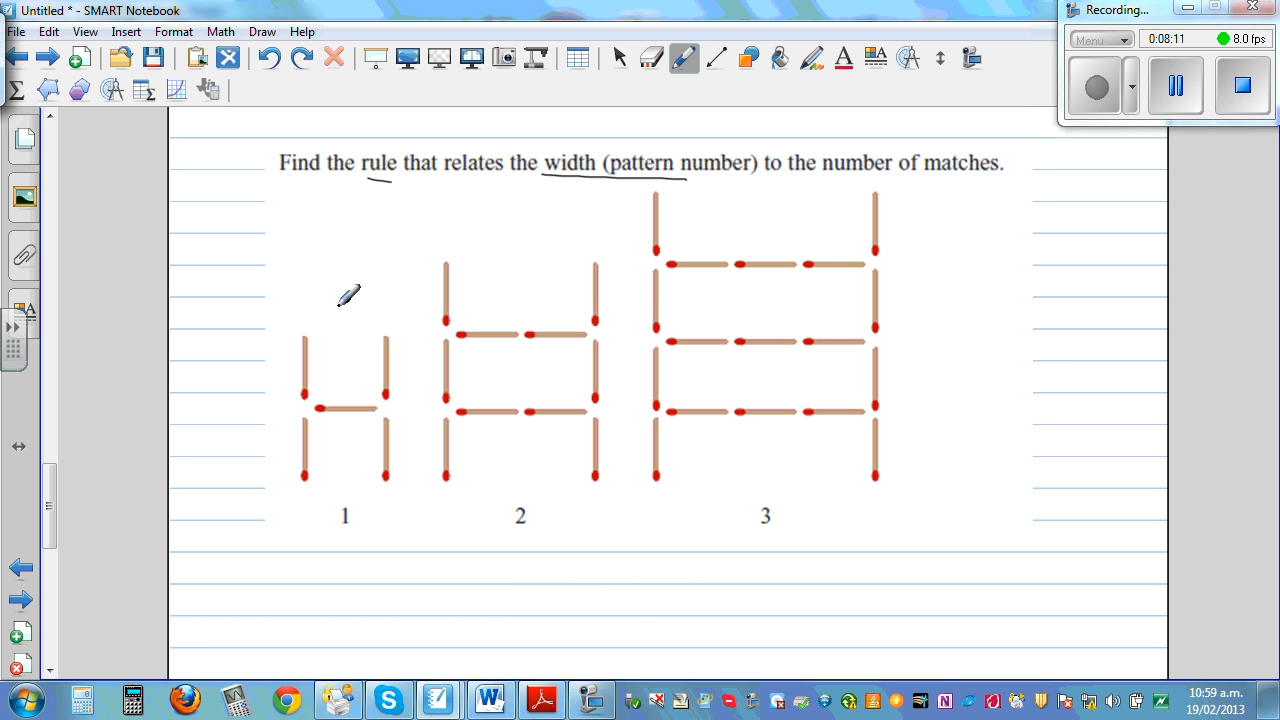 Untitled * - SMART Notebook
Recording...
File Edit View Insert Format Math Draw Help
Menu
0:08:11
8.0 fps
Find the rule that relates the width (pattern number) to the number of matches.
1 2 3
10:59 a.m.
19/02/2013